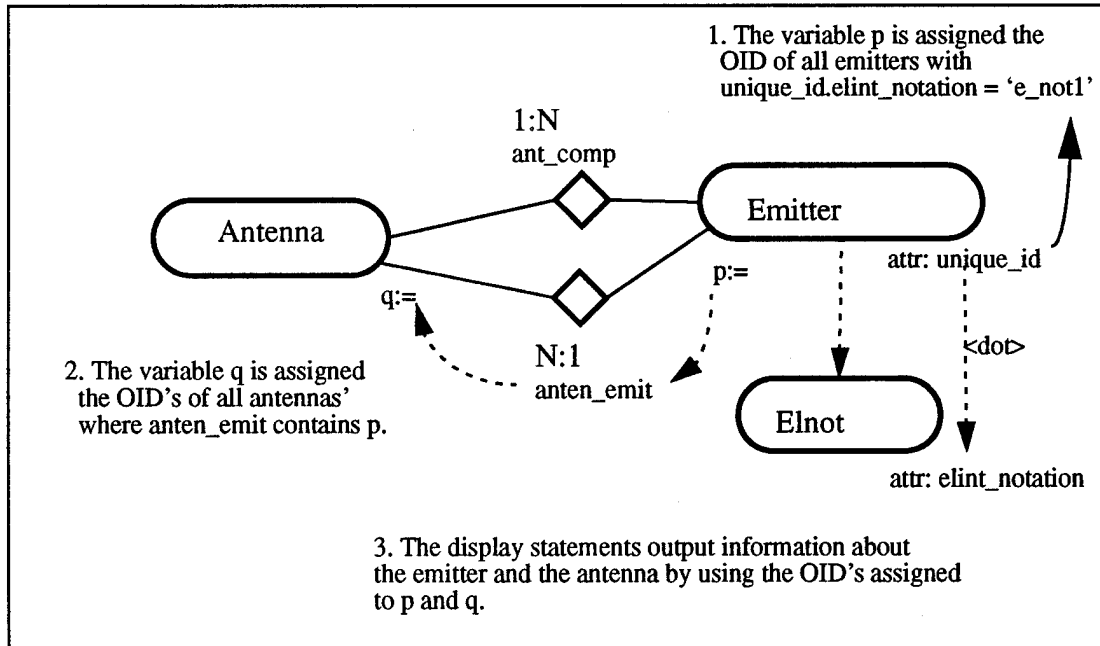 1. The variable p is assigned the
OID of all emitters with
unique_id.elint_notation = ‘e_not1’
1:N
ant_comp
Antenna
Emitter
attr: unique_id
p:=
q:=
<dot>
N:1
anten_emit
2. The variable q is assigned
the OID's of all antennas'
where anten_emit contains p.
Elnot
attr: elint_notation
3. The display statements output information about
the emitter and the antenna by using the OID's assigned
to p and q.